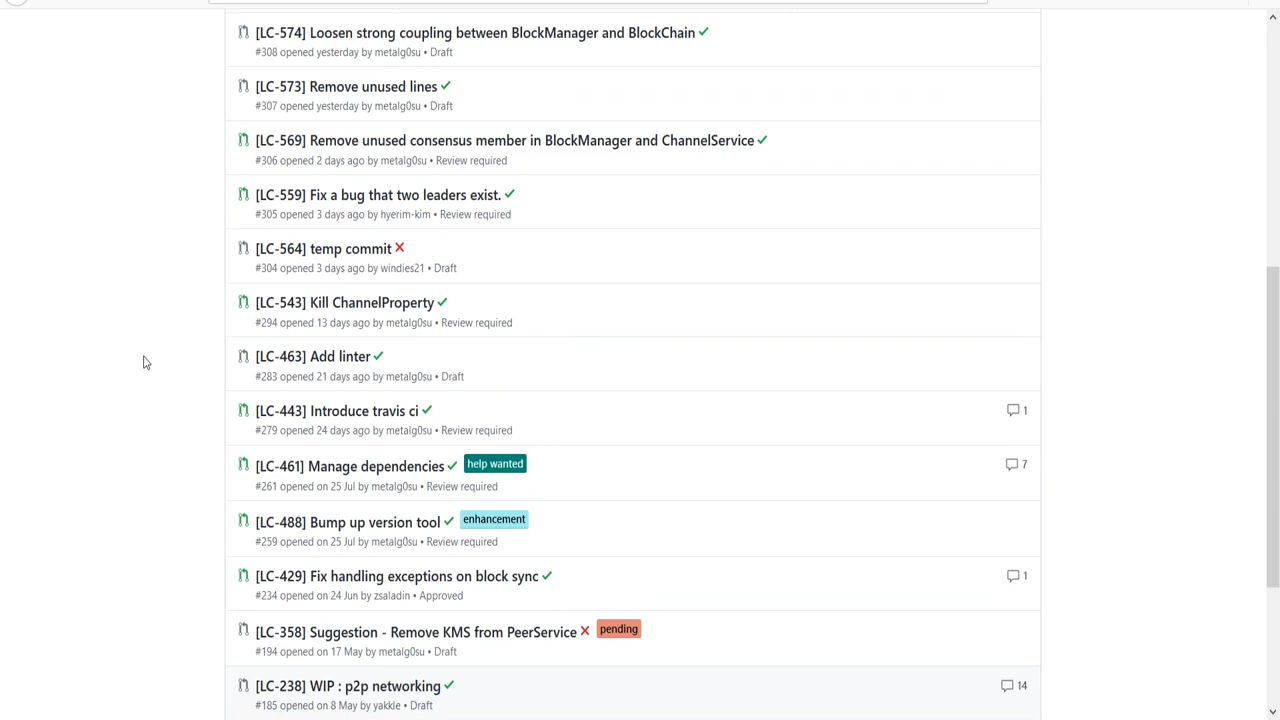 [LC-574] Loosen strong coupling between BlockManager and BlockChain
#308 opened yesterday by metalg0su • Draft
[LC-573] Remove unused lines
#307 opened yesterday by metalg0su • Draft
[LC-569] Remove unused consensus member in BlockManager and ChannelService
#306 opened 2 days ago by metalg0su • Review required
[LC-559] Fix a bug that two leaders exist.
#305 opened 3 days ago by hyerim-kim • Review required
[LC-564] temp commit
#304 opened 3 days ago by windies21 • Draft
[LC-543] Kill ChannelProperty
#294 opened 13 days ago by metalg0su • Review required
[LC-463] Add linter
#283 opened 21 days ago by metalg0su • Draft
[LC-443] Introduce travis ci 1
#279 opened 24 days ago by metalg0su • Review required
[LC-461] Manage dependencies help wanted 7
#261 opened on 25 Jul by metalg0su • Review required
[LC-488] Bump up version tool enhancement
#259 opened on 25 Jul by metalg0su • Review required
[LC-429] Fix handling exceptions on block sync 1
#234 opened on 24 Jun by zsaladin • Approved
[LC-358] Suggestion - Remove KMS from PeerService pending
#194 opened on 17 May by metalg0su • Draft
[LC-238] WIP : p2p networking 14
#185 opened on 8 May by yakkle • Draft